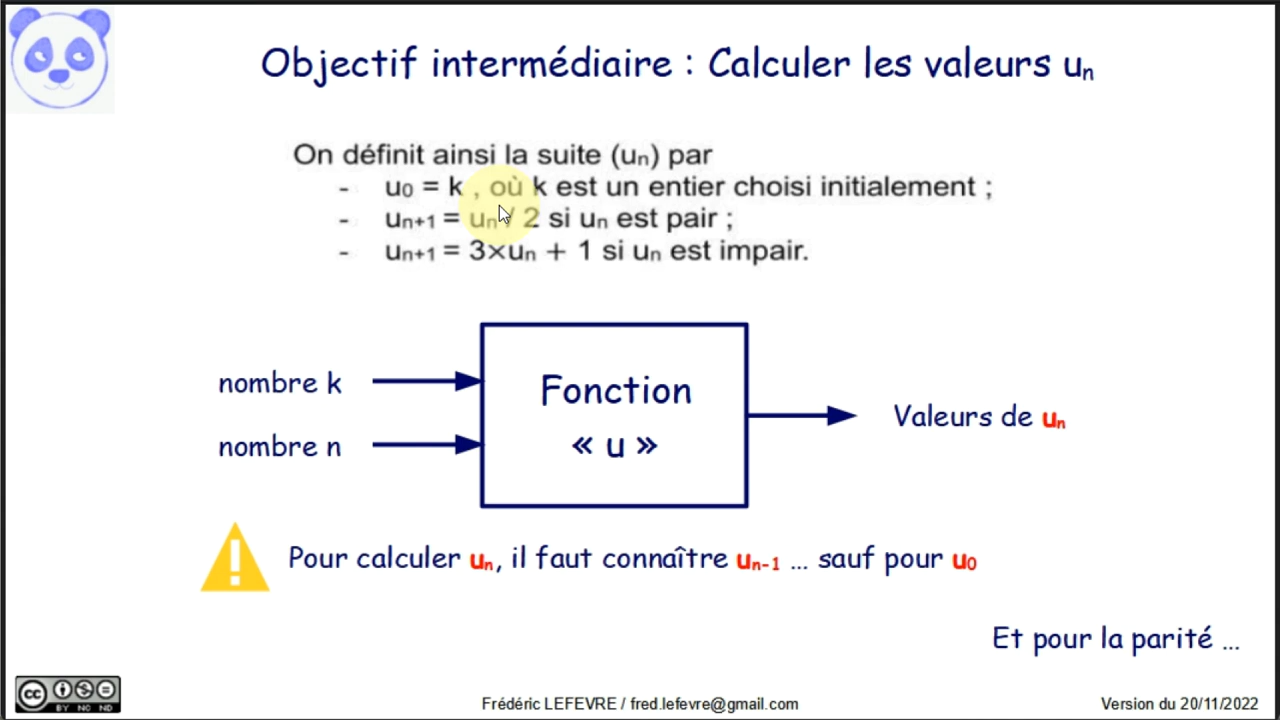 Objectif intermédiaire : Calculer les valeurs un
On définit ainsi la suite (un) par
- u0 = k , où k est un entier choisi initialement ;
- un+1 = un / 2 si un est pair ;
- un+1 = 3×un + 1 si un est impair.
nombre k
nombre n
Fonction
« u »
Valeurs de un
Pour calculer un, il faut connaître un-1 ... sauf pour u0
Et pour la parité ...
cc BY NC ND
Frédéric LEFEVRE / fred.lefevre@gmail.com
Version du 20/11/2022